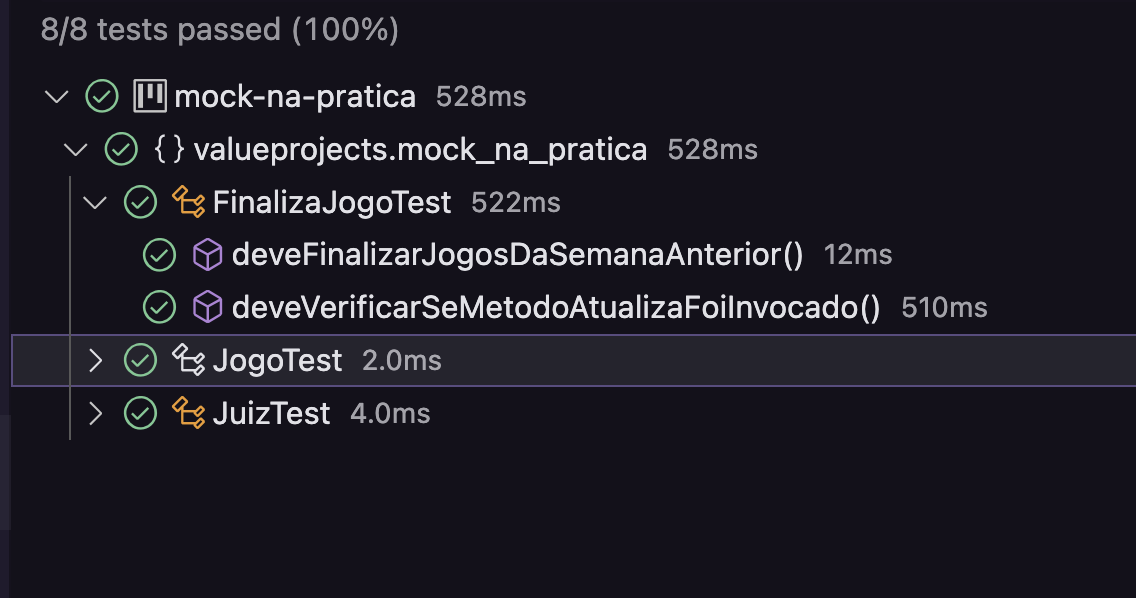 8/8 tests passed (100%)
mock-na-pratica 528ms
{} valueprojects.mock_na_pratica 528ms
FinalizaJogoTest 522ms
deveFinalizarJogosDaSemanaAnterior() 12ms
deveVerificarSeMetodoAtualizaFoiInvocado() 510ms
JogoTest 2.0ms
JuizTest 4.0ms